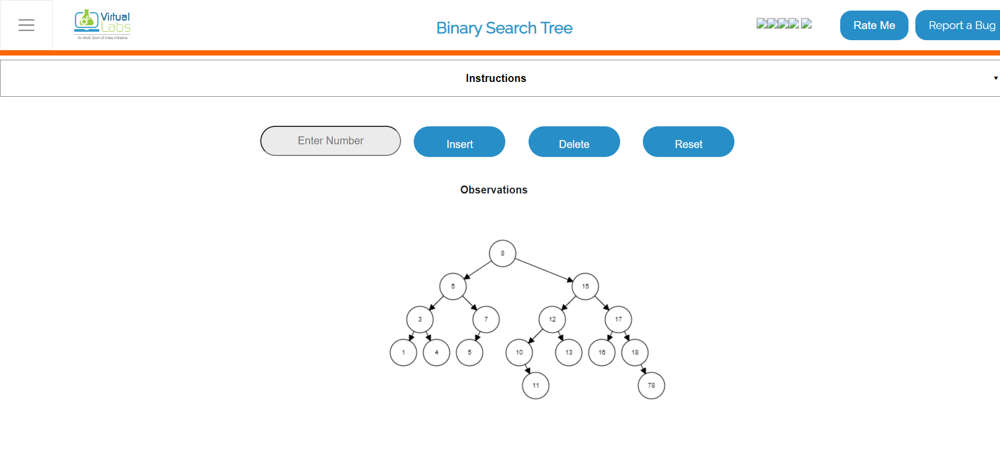 Virtual
Labs
An MoE Govt of India Initiative
Binary Search Tree
Rate Me
Report a Bug
Instructions
Enter Number
Insert
Delete
Reset
Observations
8
5
15
3
7
12
17
1
4
5
10
13
16
18
11
78